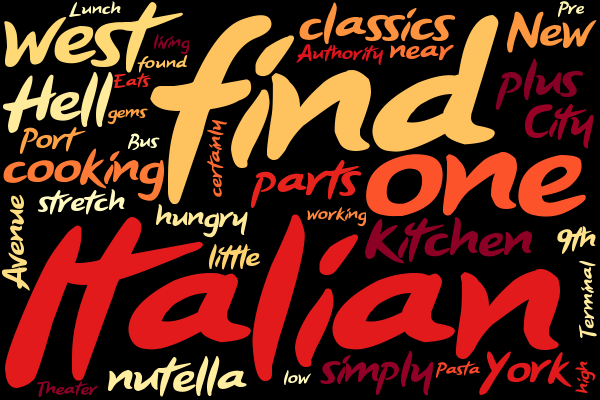 Lunch
classics
Pre
west
living
Authority near
New
found
find
Hell
Eats
plus
gems
City
Port
Bus
certainly
cooking
parts
one
stretch
hungry
working
Avenue
Italian
little
Kitchen
9th
Terminal
Theater
nutella
low
simply
Pasta
York
high